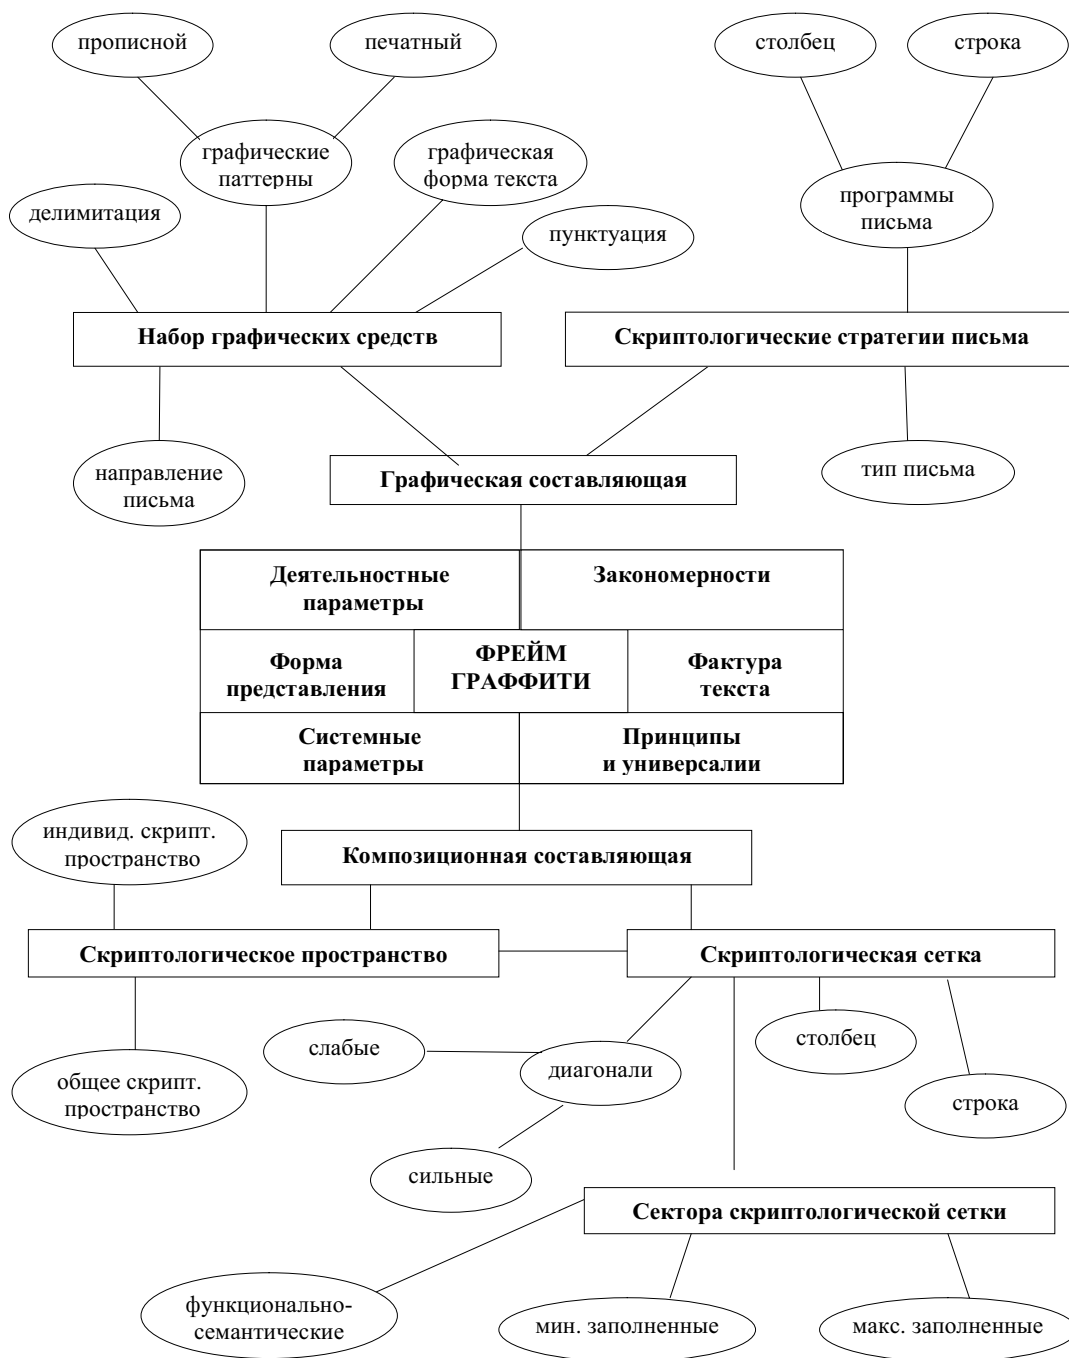 прописной
печатный
столбец
строка
графические
паттерны
графическая
форма текста
программы
письма
делимитация
пунктуация
Набор графических средств
Скриптологические стратегии письма
направление
письма
Графическая составляющая
тип письма
Деятельностные
параметры
Закономерности
Форма
представления
ФРЕЙМ
ГРАФФИТИ
Фактура
текста
Системные
параметры
Принципы
и универсалии
индивид. скрипт.
пространство
Композиционная составляющая
Скриптологическое пространство
Скриптологическая сетка
слабые
диагонали
столбец
общее скрипт.
пространство
строка
сильные
Сектора скриптологической сетки
функционально-
семантические
мин. заполненные
макс. заполненные